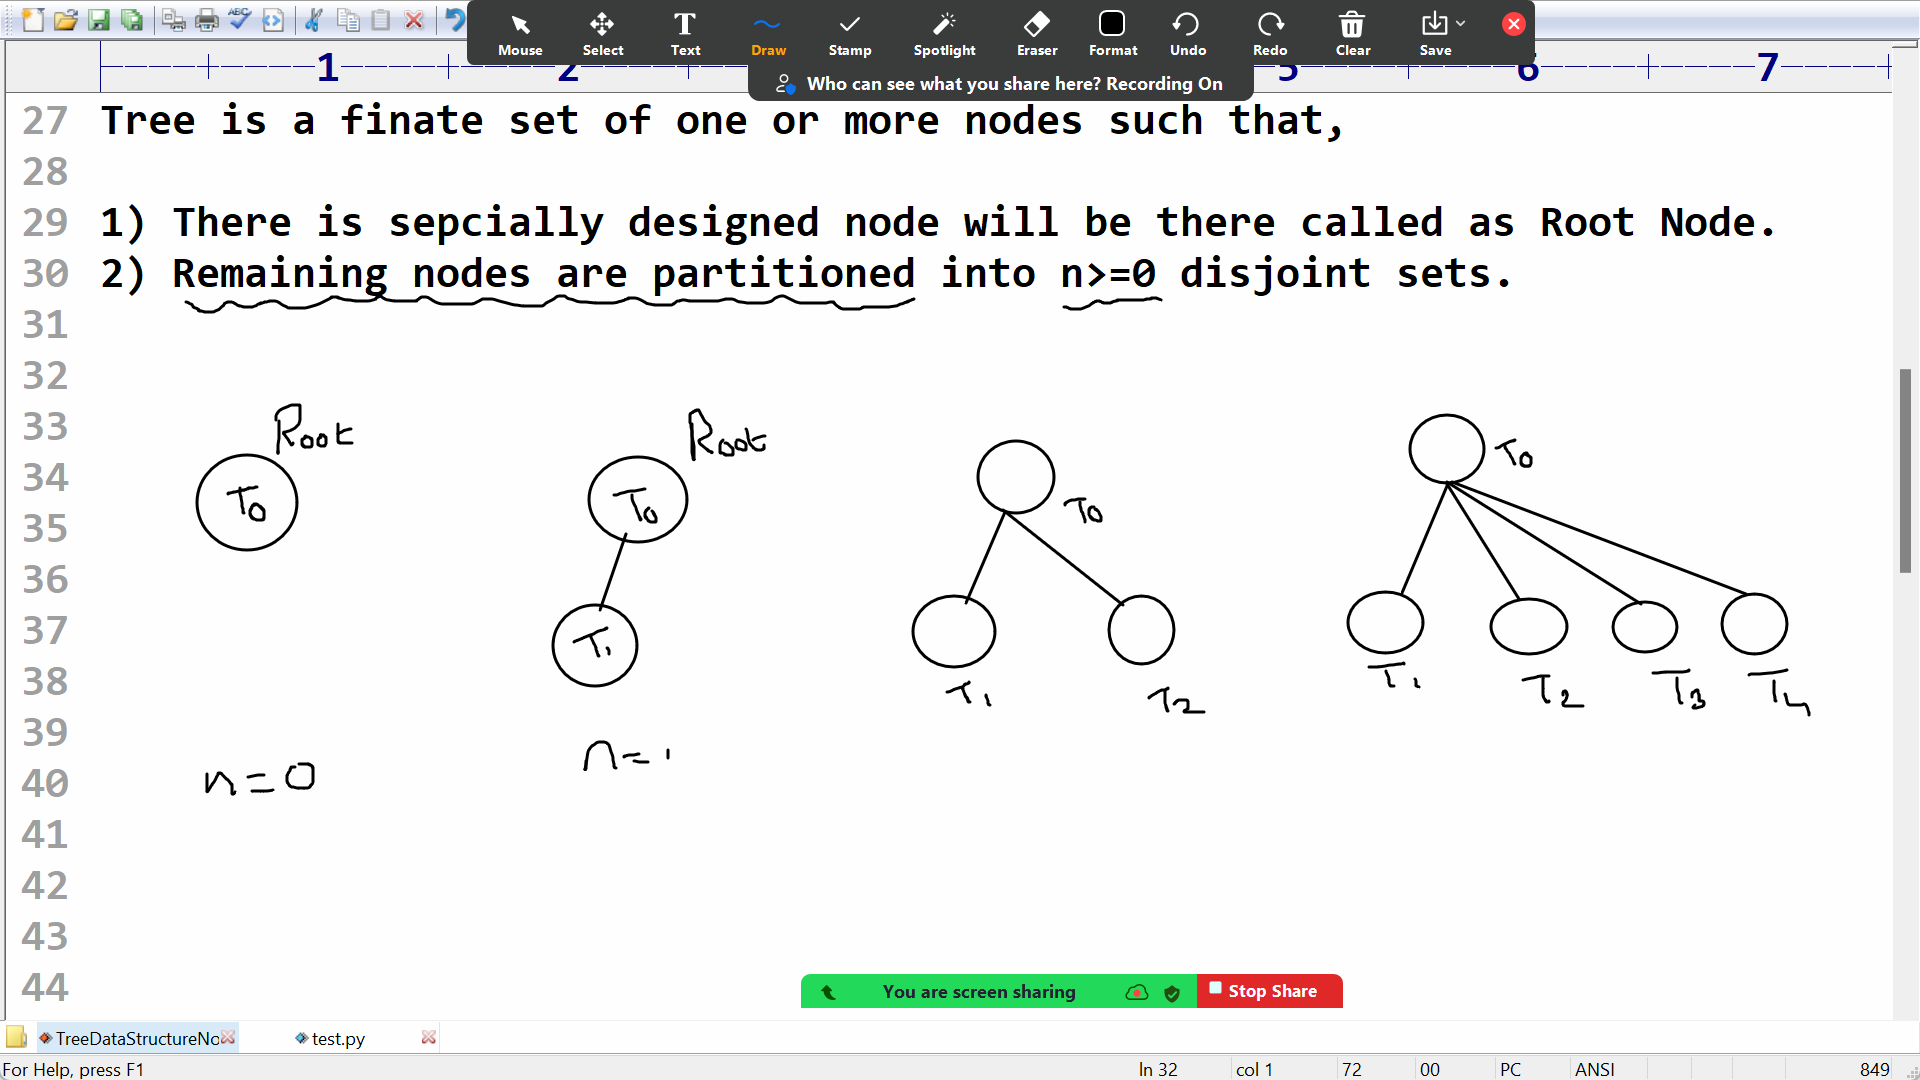 Mouse Select Text Draw Stamp Spotlight Eraser Format Undo Redo Clear Save
Who can see what you share here? Recording On
1 2 5 6 7
27 Tree is a finate set of one or more nodes such that,
28
29 1) There is sepcially designed node will be there called as Root Node.
30 2) Remaining nodes are partitioned into n>=0 disjoint sets.
31
32
33
34
35
36
37
38
39
40
41
42
43
44
Root Root
T0 T0 T0 T0
T1
T1 T2 T1 T2 T3 T4
n=0 n=1
You are screen sharing Stop Share
TreeDataStructureNo test.py
For Help, press F1 ln 32 col 1 72 00 PC ANSI 849